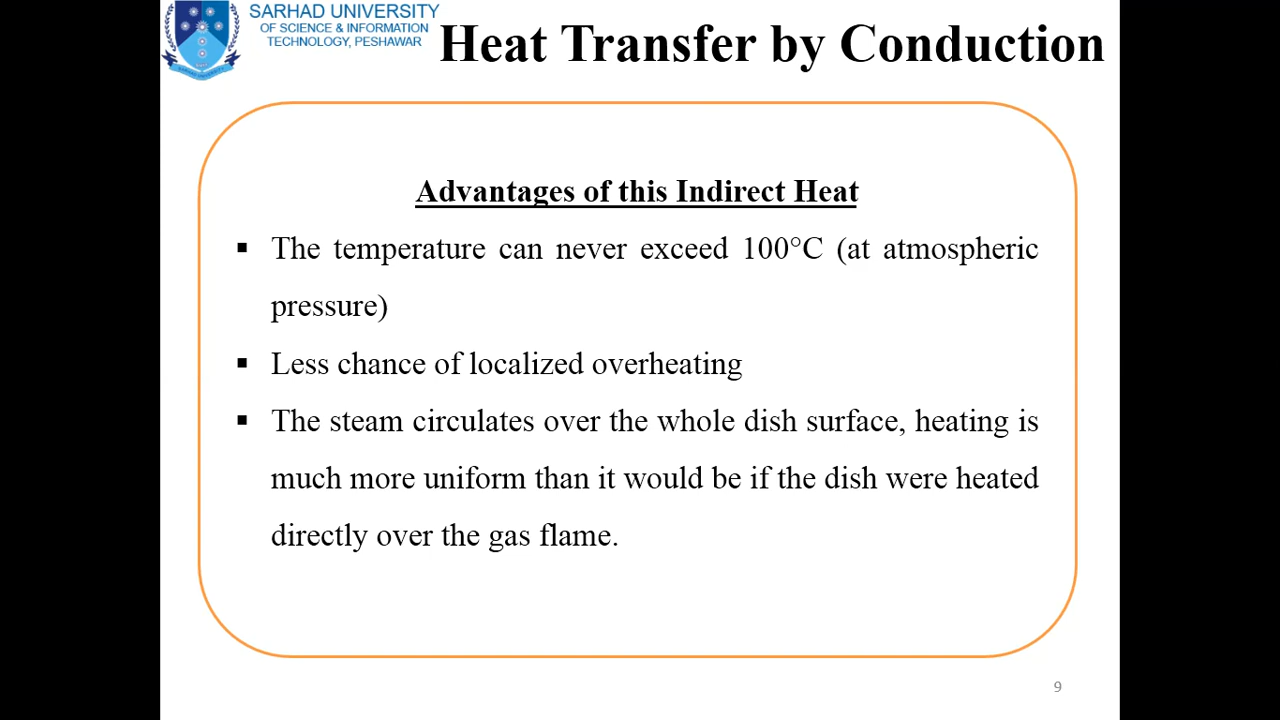 SARHAD UNIVERSITY
OF SCIENCE & INFORMATION
TECHNOLOGY, PESHAWAR
Heat Transfer by Conduction
Advantages of this Indirect Heat
▪ The temperature can never exceed 100°C (at atmospheric
pressure)
▪ Less chance of localized overheating
▪ The steam circulates over the whole dish surface, heating is
much more uniform than it would be if the dish were heated
directly over the gas flame.
9